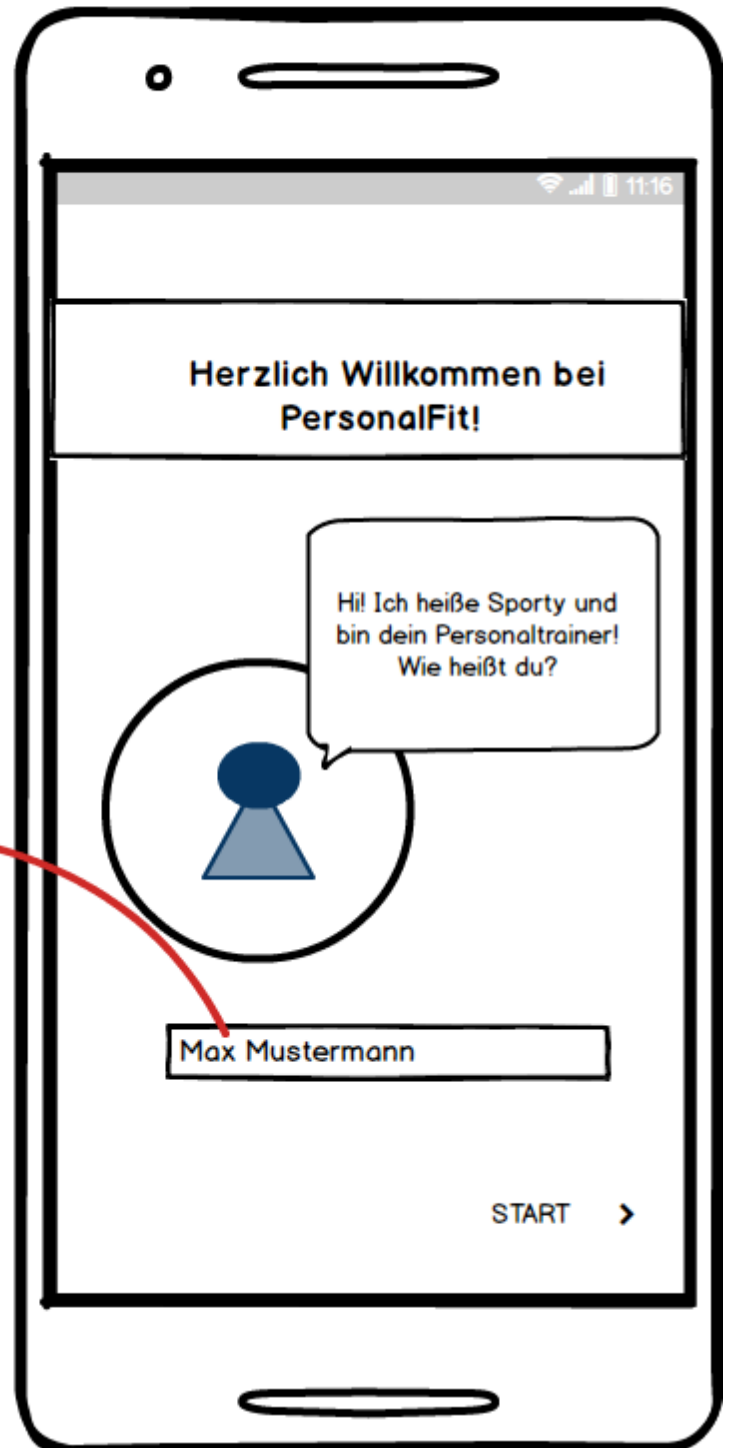 11:16
Herzlich Willkommen bei
PersonalFit!
Hi! Ich heiße Sporty und
bin dein Personaltrainer!
Wie heißt du?
Max Mustermann
START